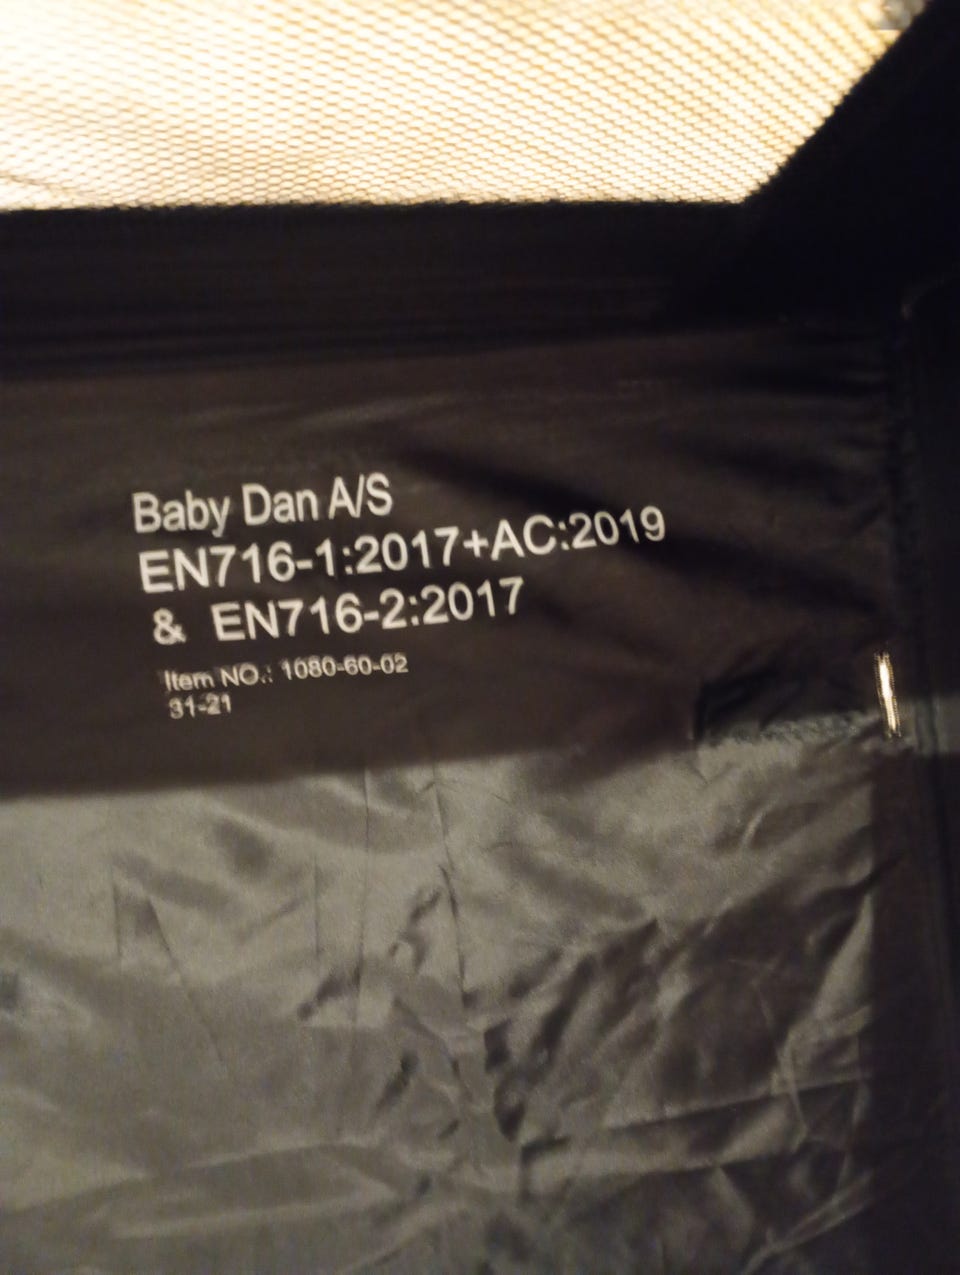 Baby Dan A/S
EN716-1:2017+AC:2019
& EN716-2:2017
Item NO.: 1080-60-02
31-21